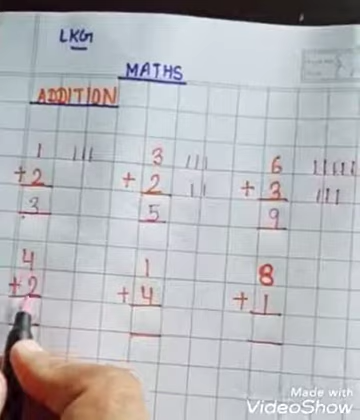 LKG
MATHS
ADDITION
1 3 6
+2 + 2 + 3
3 5 9
4 1 8
+2 + 4 + 1
Made with
VideoShow